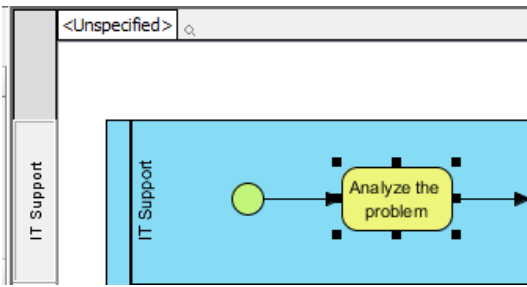 <Unspecified>
IT Support
IT Support
Analyze the
problem